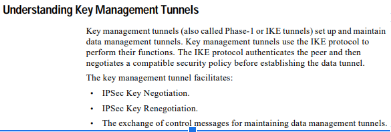 Understanding Key Management Tunnels
Key management tunnels (also called Phase-1 or IKE tunnels) set up and maintain
data management tunnels. Key management tunnels use the IKE protocol to
perform their functions. The IKE protocol authenticates the peer and then
negotiates a compatible security policy before establishing the data tunnel.
The key management tunnel facilitates:
• IPSec Key Negotiation.
• IPSec Key Renegotiation.
• The exchange of control messages for maintaining data management tunnels.